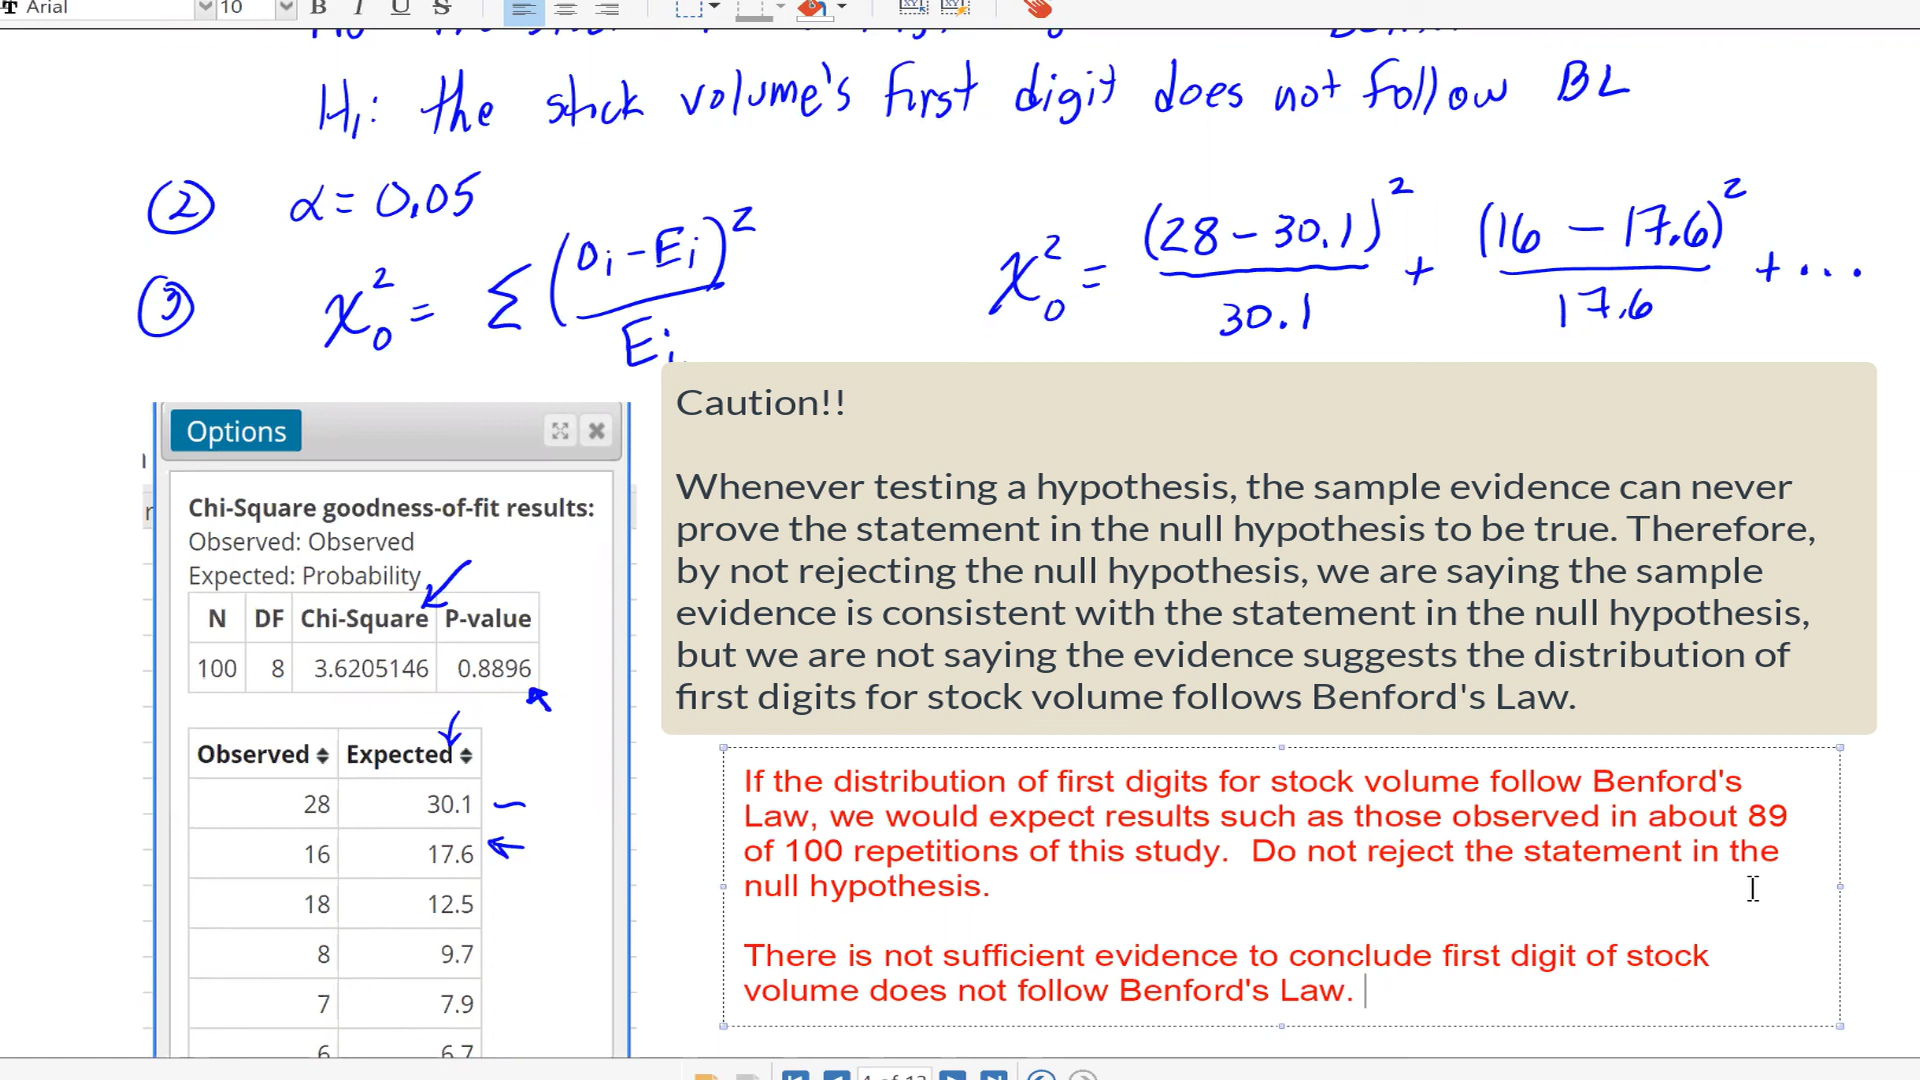 Arial 10 B I U S
H₁: the stock volume's first digit does not follow BL
② α = 0.05
③ χ₀² = Σ (Oᵢ - Eᵢ)² / Eᵢ
χ₀² = (28 - 30.1)² / 30.1 + (16 - 17.6)² / 17.6 + ...
Options
Chi-Square goodness-of-fit results:
Observed: Observed
Expected: Probability
N DF Chi-Square P-value
100 8 3.6205146 0.8896
Observed Expected
28 30.1
16 17.6
18 12.5
8 9.7
7 7.9
6 6.7
Caution!!
Whenever testing a hypothesis, the sample evidence can never
prove the statement in the null hypothesis to be true. Therefore,
by not rejecting the null hypothesis, we are saying the sample
evidence is consistent with the statement in the null hypothesis,
but we are not saying the evidence suggests the distribution of
first digits for stock volume follows Benford's Law.
If the distribution of first digits for stock volume follow Benford's
Law, we would expect results such as those observed in about 89
of 100 repetitions of this study. Do not reject the statement in the
null hypothesis.
There is not sufficient evidence to conclude first digit of stock
volume does not follow Benford's Law.
4 of 13